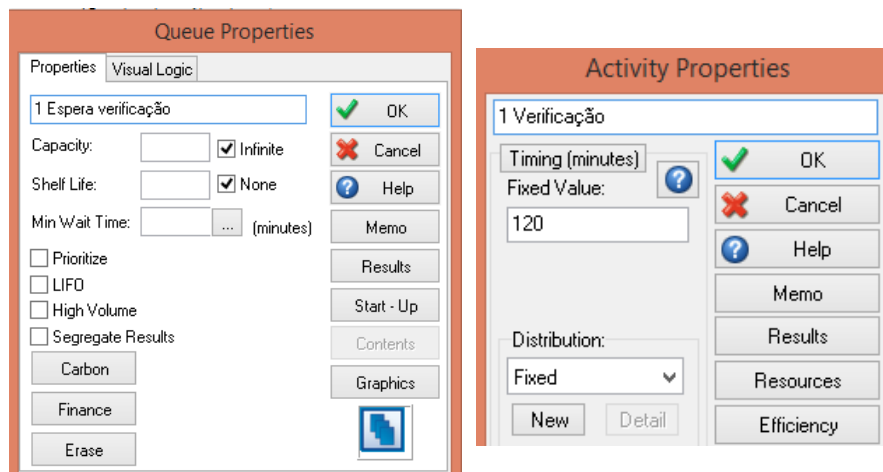 Queue Properties
Properties Visual Logic
1 Espera verificação
OK
Capacity: Infinite
Cancel
Shelf Life: None
Help
Min Wait Time: ... (minutes)
Memo
Prioritize
Results
LIFO
High Volume
Start - Up
Segregate Results
Contents
Carbon
Graphics
Finance
Erase
Activity Properties
1 Verificação
Timing (minutes)
OK
Fixed Value:
120
Cancel
Help
Memo
Distribution:
Results
Fixed
Resources
New Detail
Efficiency